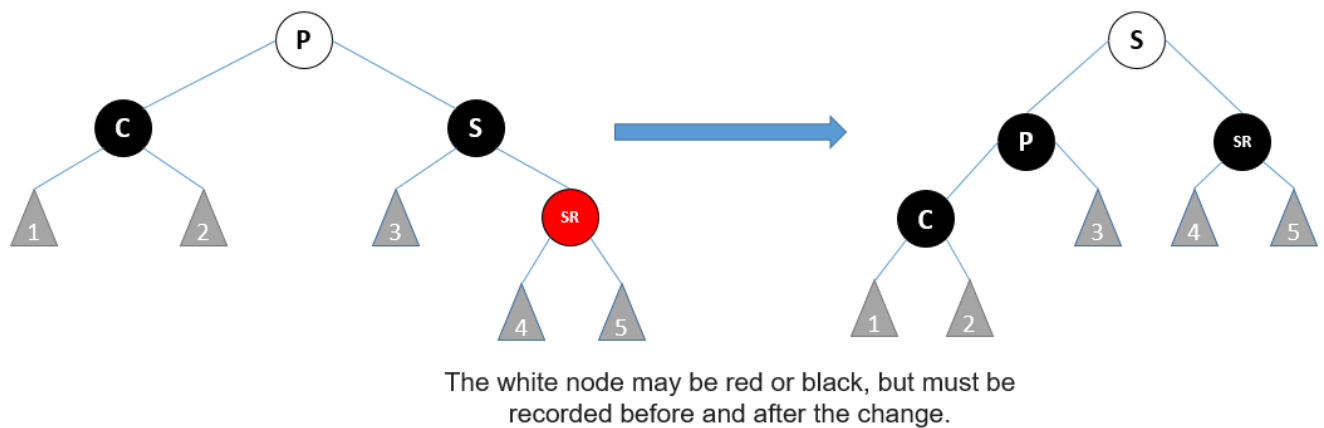 P
S
C
S
P
SR
SR
C
1
2
3
3
4
5
4
5
1
2
The white node may be red or black, but must be
recorded before and after the change.